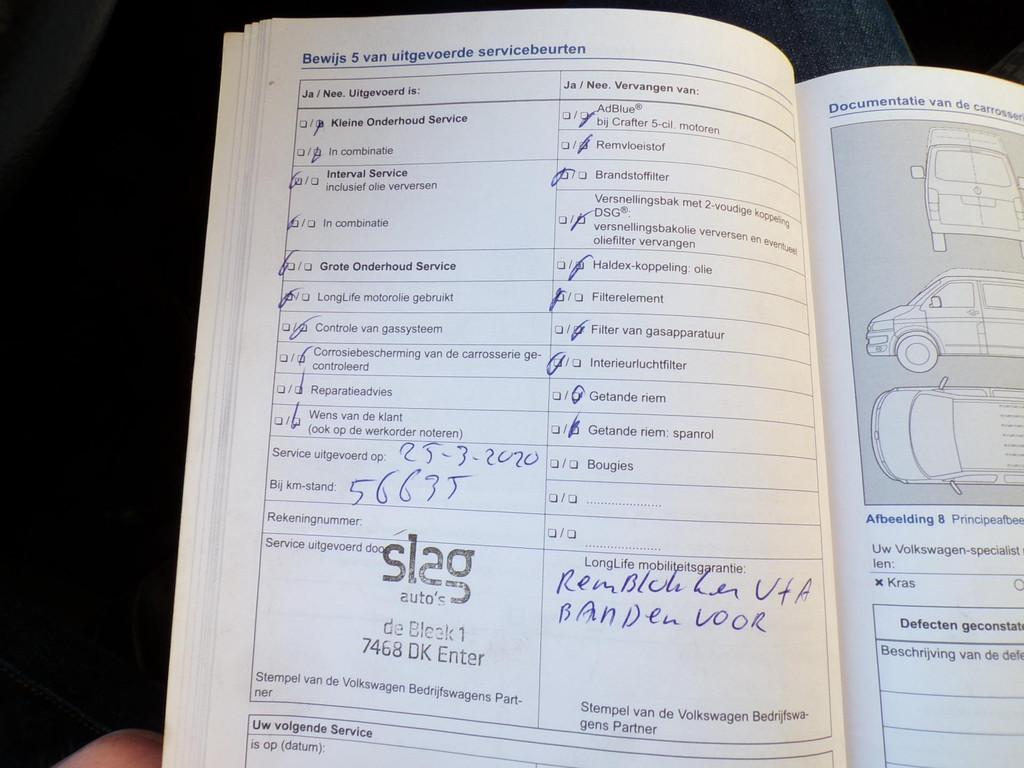 Bewijs 5 van uitgevoerde servicebeurten
Ja / Nee. Uitgevoerd is:
Kleine Onderhoud Service
In combinatie
Interval Service
inclusief olie verversen
In combinatie
Grote Onderhoud Service
LongLife motorolie gebruikt
Controle van gassysteem
Corrosiebescherming van de carrosserie ge-
controleerd
Reparatieadvies
Wens van de klant
(ook op de werkorder noteren)
Service uitgevoerd op: 25-3-2020
Bij km-stand: 56635
Rekeningnummer:
Service uitgevoerd doo
slag
auto's
de Bleek 1
7468 DK Enter
Stempel van de Volkswagen Bedrijfswagens Part-
ner
Ja / Nee. Vervangen van:
AdBlue®
bij Crafter 5-cil. motoren
Remvloeistof
Brandstoffilter
Versnellingsbak met 2-voudige koppeling
DSG®:
versnellingsbakolie verversen en eventueel
oliefilter vervangen
Haldex-koppeling: olie
Filterelement
Filter van gasapparatuur
Interieurluchtfilter
Getande riem
Getande riem: spanrol
Bougies
LongLife mobiliteitsgarantie:
RemBlokken V+A
BANDen VOOR
Stempel van de Volkswagen Bedrijfswa-
gens Partner
Uw volgende Service
is op (datum):
Documentatie van de carrosseri
Afbeelding 8 Principeafbee
Uw Volkswagen-specialist
len:
× Kras
Defecten geconstate
Beschrijving van de defe